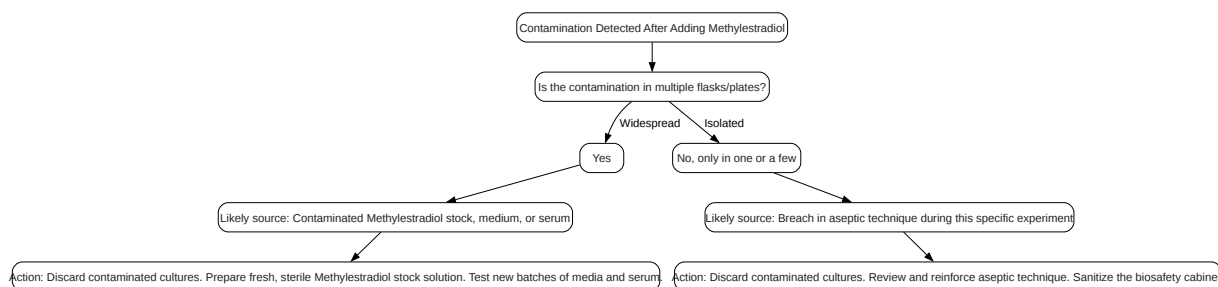 Contamination Detected After Adding Methylestradiol
Is the contamination in multiple flasks/plates?
Widespread
Isolated
Yes
No, only in one or a few
Likely source: Contaminated Methylestradiol stock, medium, or serum
Likely source: Breach in aseptic technique during this specific experiment
Action: Discard contaminated cultures. Prepare fresh, sterile Methylestradiol stock solution. Test new batches of media and serum.
Action: Discard contaminated cultures. Review and reinforce aseptic technique. Sanitize the biosafety cabine